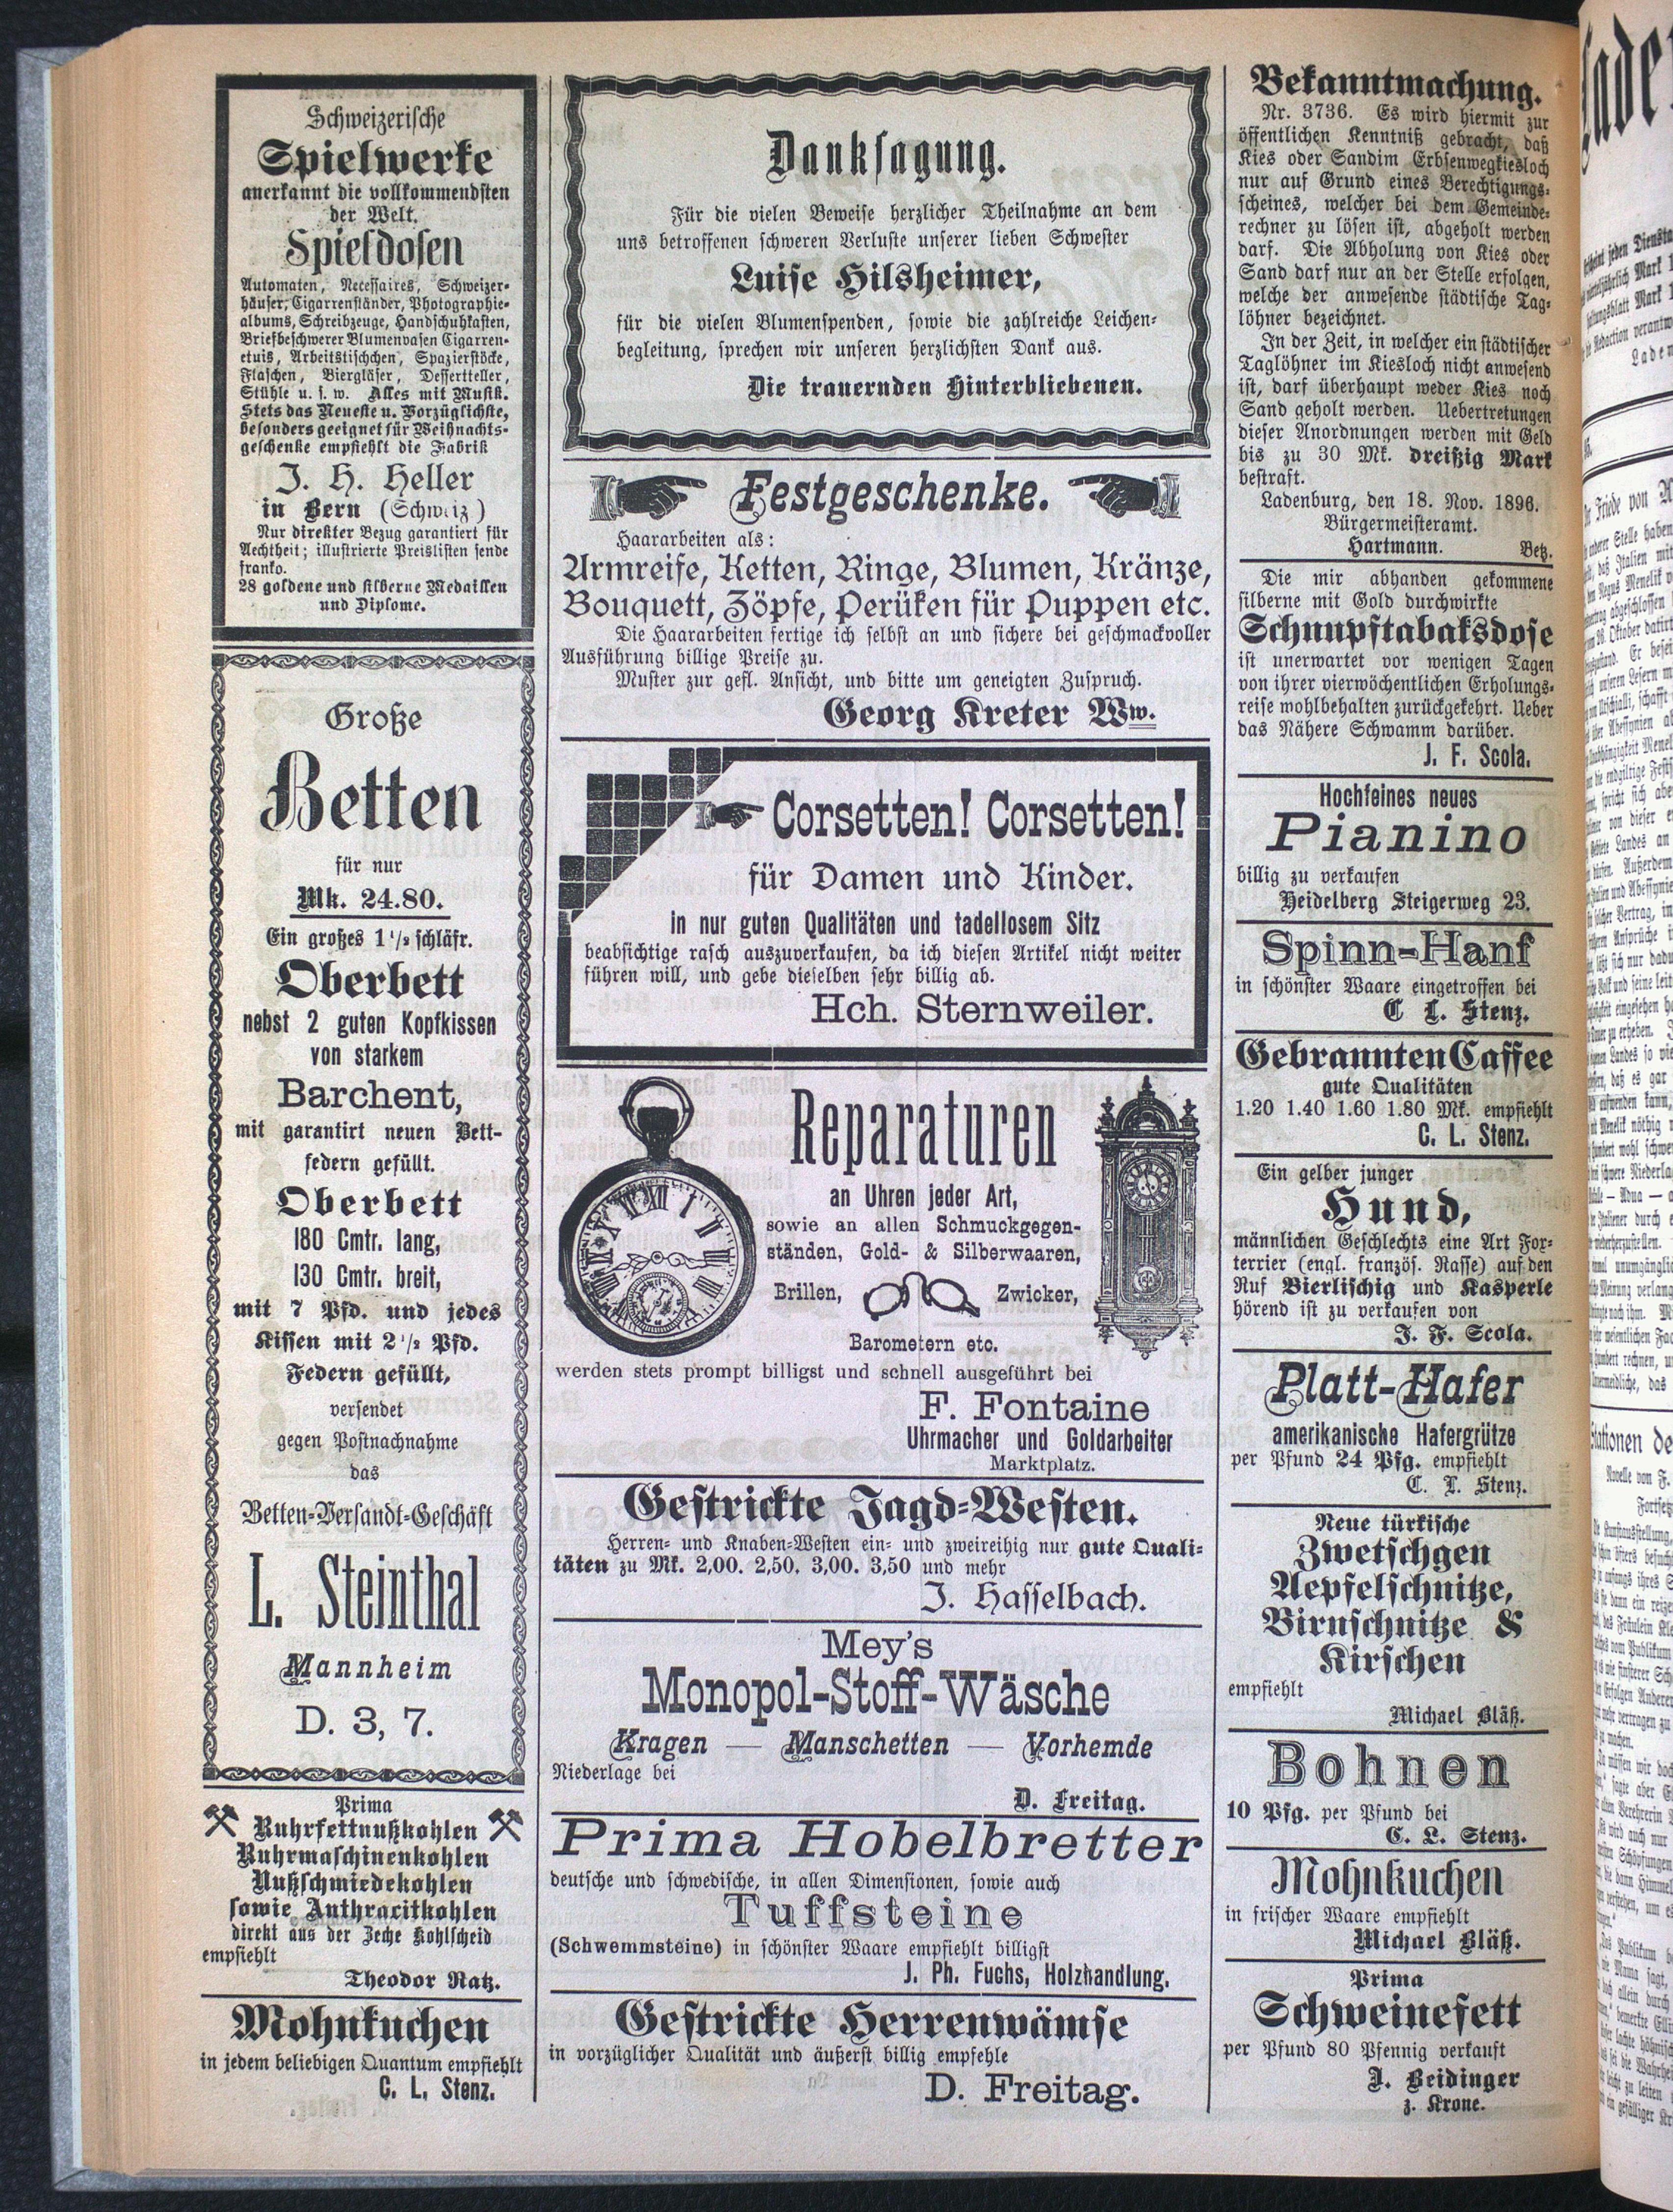 Schweizerische
Spielwerke
anerkannt die vollkommendsten
der Welt.
Spieldosen
Automaten, Necessaires, Schweizer-
häuser, Cigarrenständer, Photographie-
albums, Schreibzeuge, Handschuhkasten,
Briefbeschwerer Blumenvasen Cigarren-
etuis, Arbeitstischchen, Spazierstöcke,
Flaschen, Biergläser, Dessertteller,
Stühle u. s. w. Alles mit Musik.
Stets das Neueste u. Vorzüglichste,
besonders geeignet für Weihnachts-
geschenke empfiehlt die Fabrik
J. H. Heller
in Bern (Schweiz)
Nur direkter Bezug garantiert für
Aechtheit; illustrierte Preislisten sende
franko.
28 goldene und silberne Medaillen
und Diplome.
Große
Betten
für nur
Mk. 24.80.
Ein großes 1 1/2 schläfr.
Oberbett
nebst 2 guten Kopfkissen
von starkem
Barchent,
mit garantirt neuen Bett-
federn gefüllt.
Oberbett
180 Cmtr. lang,
130 Cmtr. breit,
mit 7 Pfd. und jedes
Kissen mit 2 1/2 Pfd.
Federn gefüllt,
versendet
gegen Postnachnahme
das
Betten-Versandt-Geschäft
L. Steinthal
Mannheim
D. 3, 7.
Prima
Ruhrfettnußkohlen
Ruhrmaschinenkohlen
Nußschmiedekohlen
sowie Anthracitkohlen
direkt aus der Zeche Kohlscheid
empfiehlt
Theodor Natz.
Mohnkuchen
in jedem beliebigen Quantum empfiehlt
C. L. Stenz.
Danksagung.
Für die vielen Beweise herzlicher Theilnahme an dem
uns betroffenen schweren Verluste unserer lieben Schwester
Luise Hilsheimer,
für die vielen Blumenspenden, sowie die zahlreiche Leichen-
begleitung, sprechen wir unseren herzlichsten Dank aus.
Die trauernden Hinterbliebenen.
Festgeschenke.
Haararbeiten als:
Armreife, Ketten, Ringe, Blumen, Kränze,
Bouquett, Zöpfe, Perüken für Puppen etc.
Die Haararbeiten fertige ich selbst an und sichere bei geschmackvoller
Ausführung billige Preise zu.
Muster zur gefl. Ansicht, und bitte um geneigten Zuspruch.
Georg Kreter Ww.
Corsetten! Corsetten!
für Damen und Kinder.
in nur guten Qualitäten und tadellosem Sitz
beabsichtige rasch auszuverkaufen, da ich diesen Artikel nicht weiter
führen will, und gebe dieselben sehr billig ab.
Hch. Sternweiler.
Reparaturen
an Uhren jeder Art,
sowie an allen Schmuckgegen-
ständen, Gold- & Silberwaaren,
Brillen, Zwicker,
Barometern etc.
werden stets prompt billigst und schnell ausgeführt bei
F. Fontaine
Uhrmacher und Goldarbeiter
Marktplatz.
Gestrickte Jagd-Westen.
Herren- und Knaben-Westen ein- und zweireihig nur gute Quali-
täten zu Mk. 2,00. 2,50. 3,00. 3,50 und mehr
J. Hasselbach.
Mey's
Monopol-Stoff-Wäsche
Kragen — Manschetten — Vorhemde
Niederlage bei
D. Freitag.
Prima Hobelbretter
deutsche und schwedische, in allen Dimensionen, sowie auch
Tuffsteine
(Schwemmsteine) in schönster Waare empfiehlt billigst
J. Ph. Fuchs, Holzhandlung.
Gestrickte Herrenwämse
in vorzüglicher Qualität und äußerst billig empfehle
D. Freitag.
Bekanntmachung.
Nr. 3736. Es wird hiermit zur
öffentlichen Kenntniß gebracht, daß
Kies oder Sandim Erbsenwegkiesloch
nur auf Grund eines Berechtigungs-
scheines, welcher bei dem Gemeinde-
rechner zu lösen ist, abgeholt werden
darf. Die Abholung von Kies oder
Sand darf nur an der Stelle erfolgen,
welche der anwesende städtische Tag-
löhner bezeichnet.
In der Zeit, in welcher ein städtischer
Taglöhner im Kiesloch nicht anwesend
ist, darf überhaupt weder Kies noch
Sand geholt werden. Uebertretungen
dieser Anordnungen werden mit Geld
bis zu 30 Mk. dreißig Mark
bestraft.
Ladenburg, den 18. Nov. 1896.
Bürgermeisteramt.
Hartmann. Betz.
Die mir abhanden gekommene
silberne mit Gold durchwirkte
Schnupftabaksdose
ist unerwartet vor wenigen Tagen
von ihrer vierwöchentlichen Erholungs-
reise wohlbehalten zurückgekehrt. Ueber
das Nähere Schwamm darüber.
J. F. Scola.
Hochfeines neues
Pianino
billig zu verkaufen
Heidelberg Steigerweg 23.
Spinn-Hanf
in schönster Waare eingetroffen bei
C L. Stenz.
Gebrannten Caffee
gute Qualitäten
1.20 1.40 1.60 1.80 Mk. empfiehlt
C. L. Stenz.
Ein gelber junger
Hund,
männlichen Geschlechts eine Art Fox-
terrier (engl. französ. Rasse) auf den
Ruf Bierlischig und Kasperle
hörend ist zu verkaufen von
J. F. Scola.
Platt-Hafer
amerikanische Hafergrütze
per Pfund 24 Pfg. empfiehlt
C. L. Stenz.
Neue türkische
Zwetschgen
Aepfelschnitze,
Birnschnitze &
Kirschen
empfiehlt
Michael Bläß.
Bohnen
10 Pfg. per Pfund bei
C. L. Stenz.
Mohnkuchen
in frischer Waare empfiehlt
Michael Bläß.
Prima
Schweinefett
per Pfund 80 Pfennig verkauft
J. Beidinger
z. Krone.